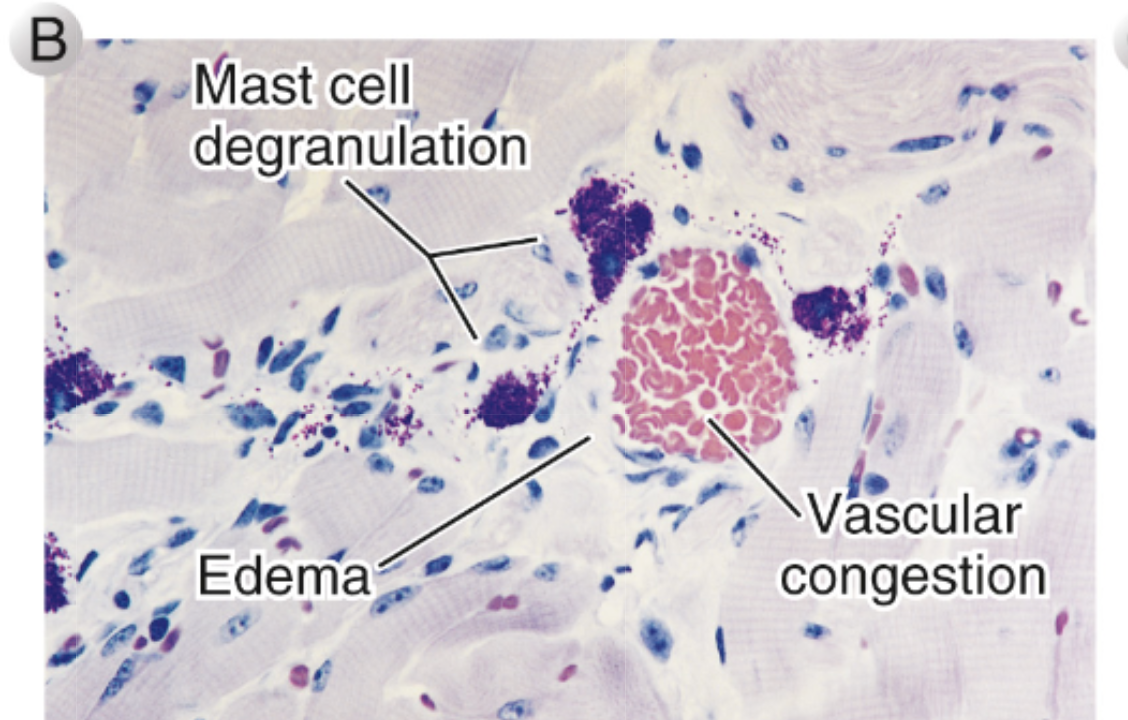 B
Mast cell
degranulation
Edema
Vascular
congestion